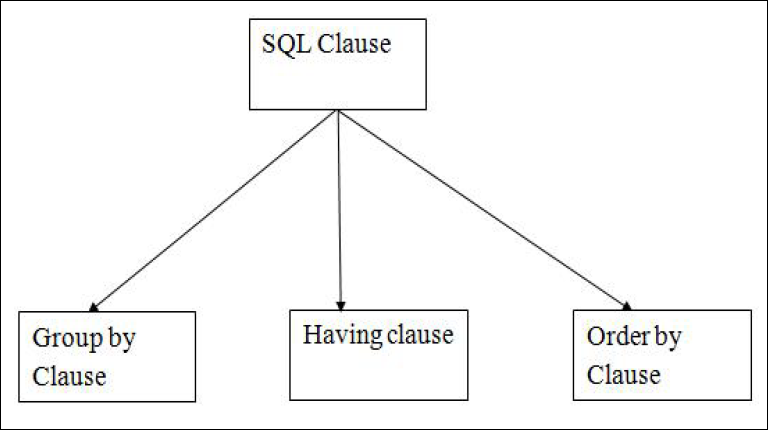 SQL Clause
Group by
Clause
Having clause
Order by
Clause